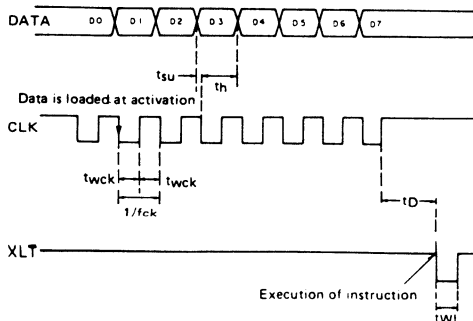 DATA D0 D1 D2 D3 D4 D5 D6 D7
tsu th
Data is loaded at activation
CLK
twck twck
1/fck
tD
XLT
Execution of instruction
tWL